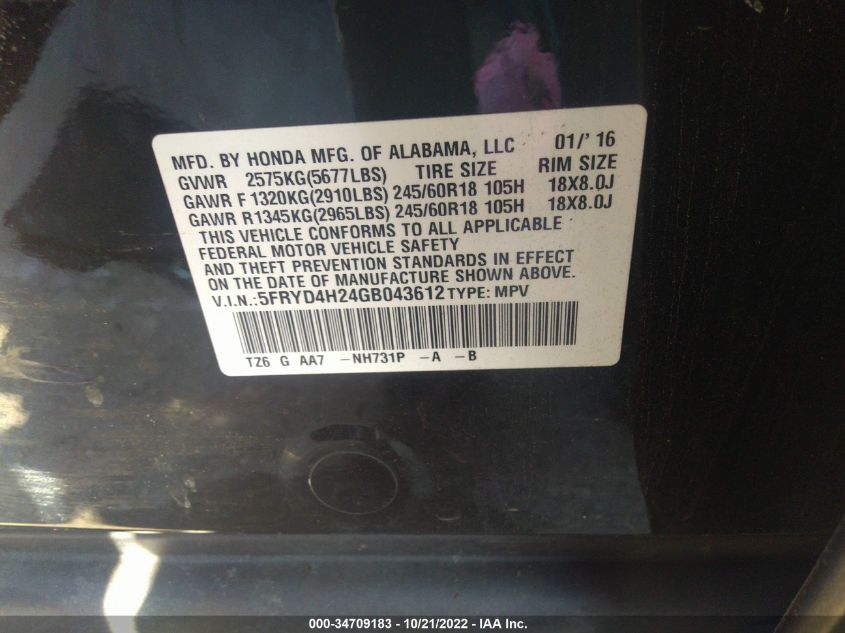 MFD. BY HONDA MFG. OF ALABAMA, LLC 01/'16
GVWR 2575KG(5677LBS) TIRE SIZE RIM SIZE
GAWR F1320KG(2910LBS) 245/60R18 105H 18X8.0J
GAWR R1345KG(2965LBS) 245/60R18 105H 18X8.0J
THIS VEHICLE CONFORMS TO ALL APPLICABLE
FEDERAL MOTOR VEHICLE SAFETY
AND THEFT PREVENTION STANDARDS IN EFFECT
ON THE DATE OF MANUFACTURE SHOWN ABOVE.
V.I.N.:5FRYD4H24GB043612 TYPE: MPV
TZ6 G AA7 -NH731P -A -B
000-34709183 - 10/21/2022 - IAA Inc.